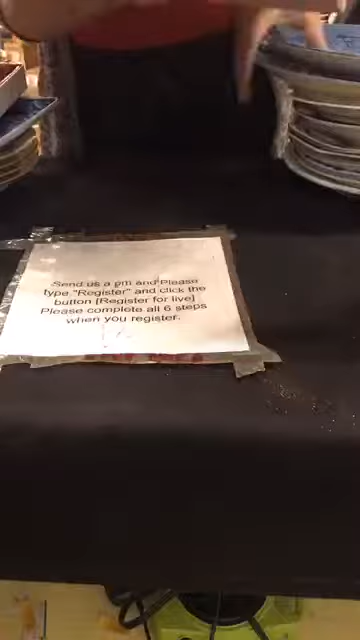 Send us a pm and Please
type "Register" and click the
button [Register for live]
Please complete all 6 steps
when you register.